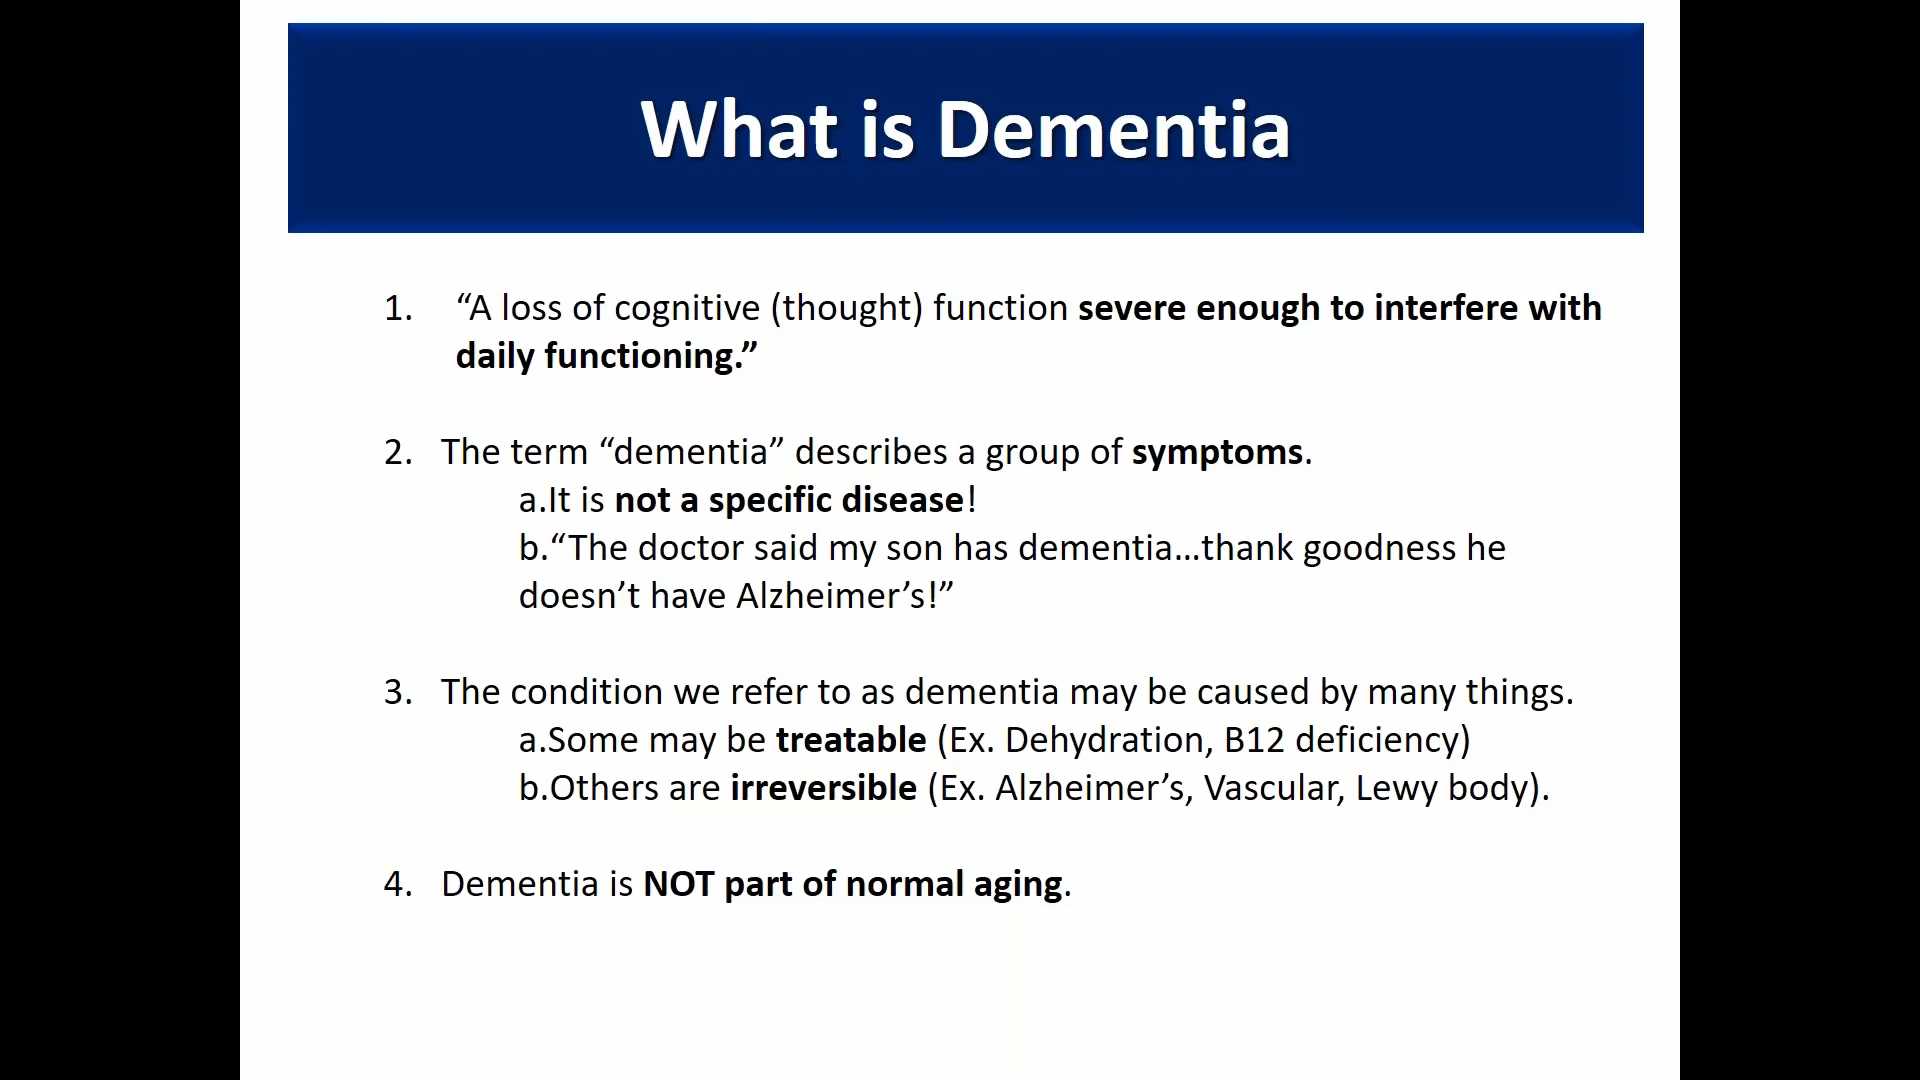 What is Dementia
1. “A loss of cognitive (thought) function severe enough to interfere with
daily functioning.”
2. The term “dementia” describes a group of symptoms.
a.It is not a specific disease!
b.“The doctor said my son has dementia...thank goodness he
doesn’t have Alzheimer’s!”
3. The condition we refer to as dementia may be caused by many things.
a.Some may be treatable (Ex. Dehydration, B12 deficiency)
b.Others are irreversible (Ex. Alzheimer’s, Vascular, Lewy body).
4. Dementia is NOT part of normal aging.